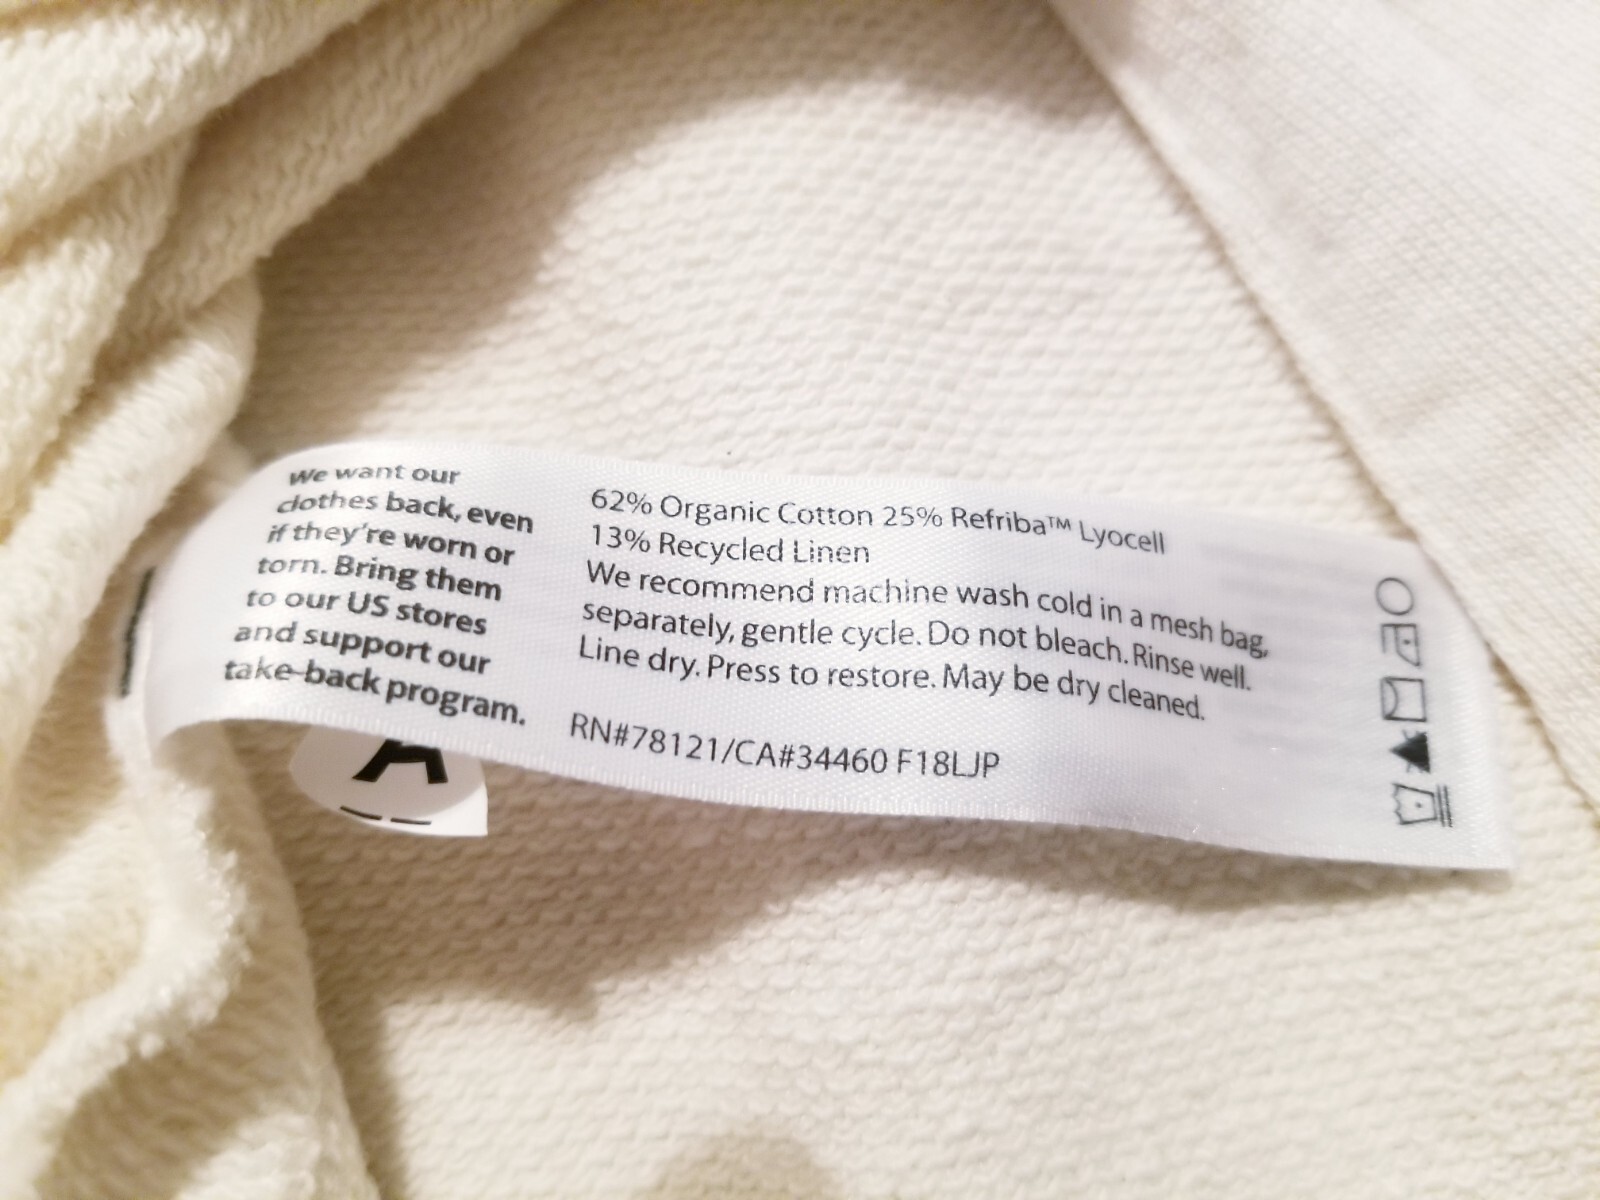 We want our
clothes back, even
if they're worn or
torn. Bring them
to our US stores
and support our
take-back program.
62% Organic Cotton 25% Refriba™ Lyocell
13% Recycled Linen
We recommend machine wash cold in a mesh bag,
separately, gentle cycle. Do not bleach. Rinse well.
Line dry. Press to restore. May be dry cleaned.
RN#78121/CA#34460 F18LJP
A